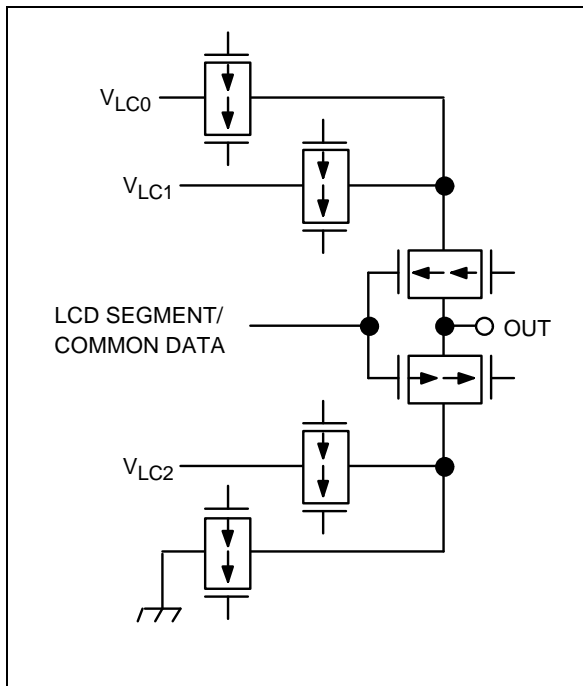 VLC0
VLC1
LCD SEGMENT/
COMMON DATA
OUT
VLC2